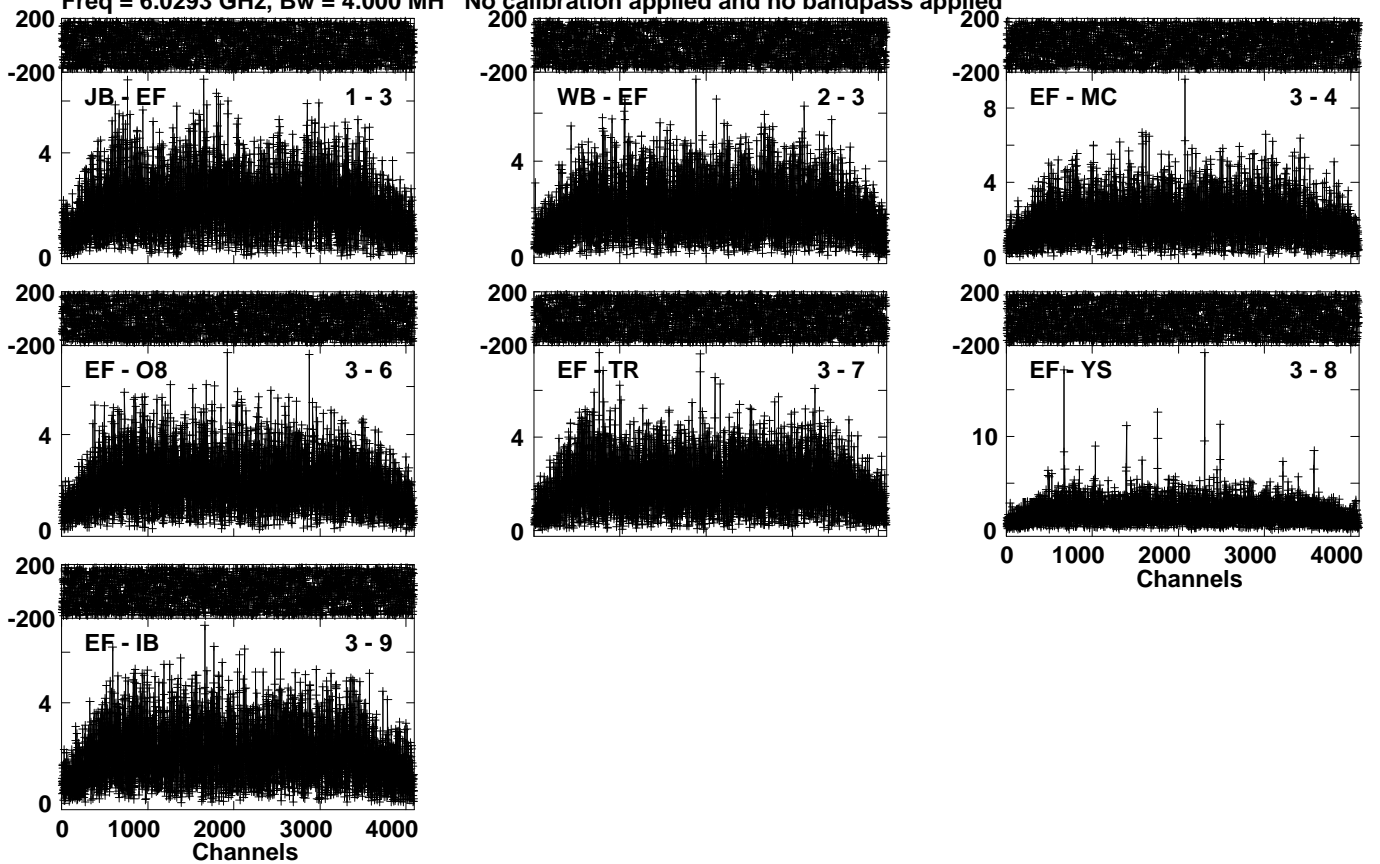 Freq = 6.0293 GHz, Bw = 4.000 MH No calibration applied and no bandpass applied
200
-200
JB - EF 1 - 3
4
0
200
-200
WB - EF 2 - 3
4
0
200
-200
EF - MC 3 - 4
8
4
0
200
-200
EF - O8 3 - 6
4
0
200
-200
EF - TR 3 - 7
4
0
200
-200
EF - YS 3 - 8
10
0
0 1000 2000 3000 4000
Channels
200
-200
EF - IB 3 - 9
4
0
0 1000 2000 3000 4000
Channels